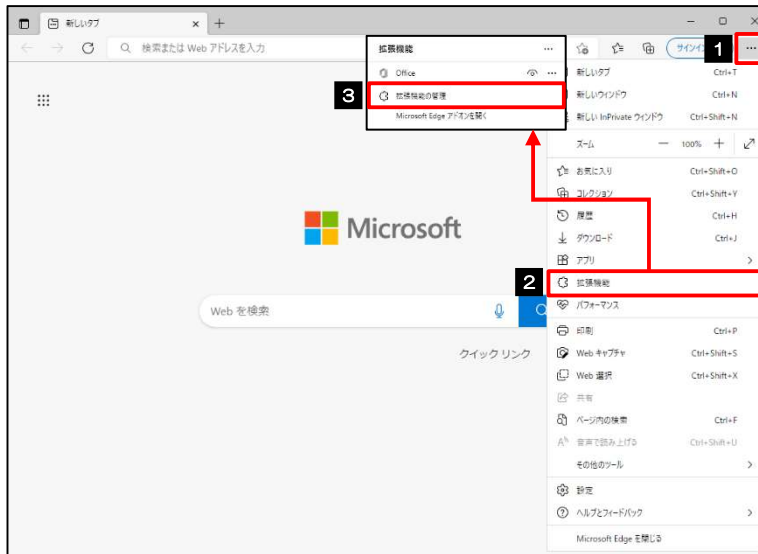 新しいタブ
検索または Web アドレスを入力
サインイン
1
拡張機能
Office
3
拡張機能の管理
Microsoft Edge アドオンを開く
新しいタブ Ctrl+T
新しいウィンドウ Ctrl+N
新しい InPrivate ウィンドウ Ctrl+Shift+N
ズーム 100%
お気に入り Ctrl+Shift+O
コレクション Ctrl+Shift+Y
履歴 Ctrl+H
ダウンロード Ctrl+J
アプリ
2
拡張機能
パフォーマンス
印刷 Ctrl+P
Web キャプチャ Ctrl+Shift+S
Web 選択 Ctrl+Shift+X
共有
ページ内の検索 Ctrl+F
音声で読み上げる Ctrl+Shift+U
その他のツール
設定
ヘルプとフィードバック
Microsoft Edge を閉じる
Microsoft
Web を検索
クイック リンク